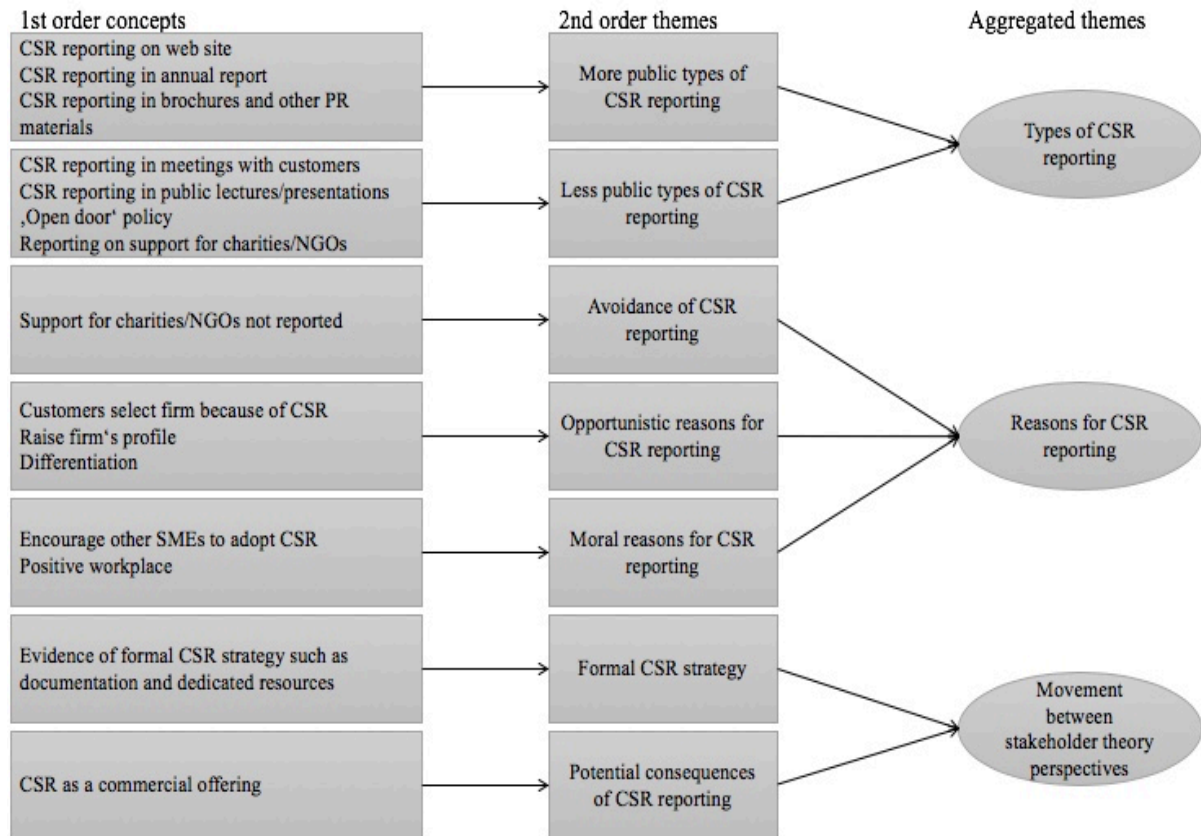 1st order concepts
2nd order themes
Aggregated themes
CSR reporting on web site
CSR reporting in annual report
CSR reporting in brochures and other PR
materials
More public types of
CSR reporting
Types of CSR
reporting
CSR reporting in meetings with customers
CSR reporting in public lectures/presentations
‚Open door‘ policy
Reporting on support for charities/NGOs
Less public types of CSR
reporting
Support for charities/NGOs not reported
Avoidance of CSR
reporting
Customers select firm because of CSR
Raise firm‘s profile
Differentiation
Opportunistic reasons for
CSR reporting
Reasons for CSR
reporting
Encourage other SMEs to adopt CSR
Positive workplace
Moral reasons for CSR
reporting
Evidence of formal CSR strategy such as
documentation and dedicated resources
Formal CSR strategy
Movement
between
stakeholder theory
perspectives
CSR as a commercial offering
Potential consequences
of CSR reporting